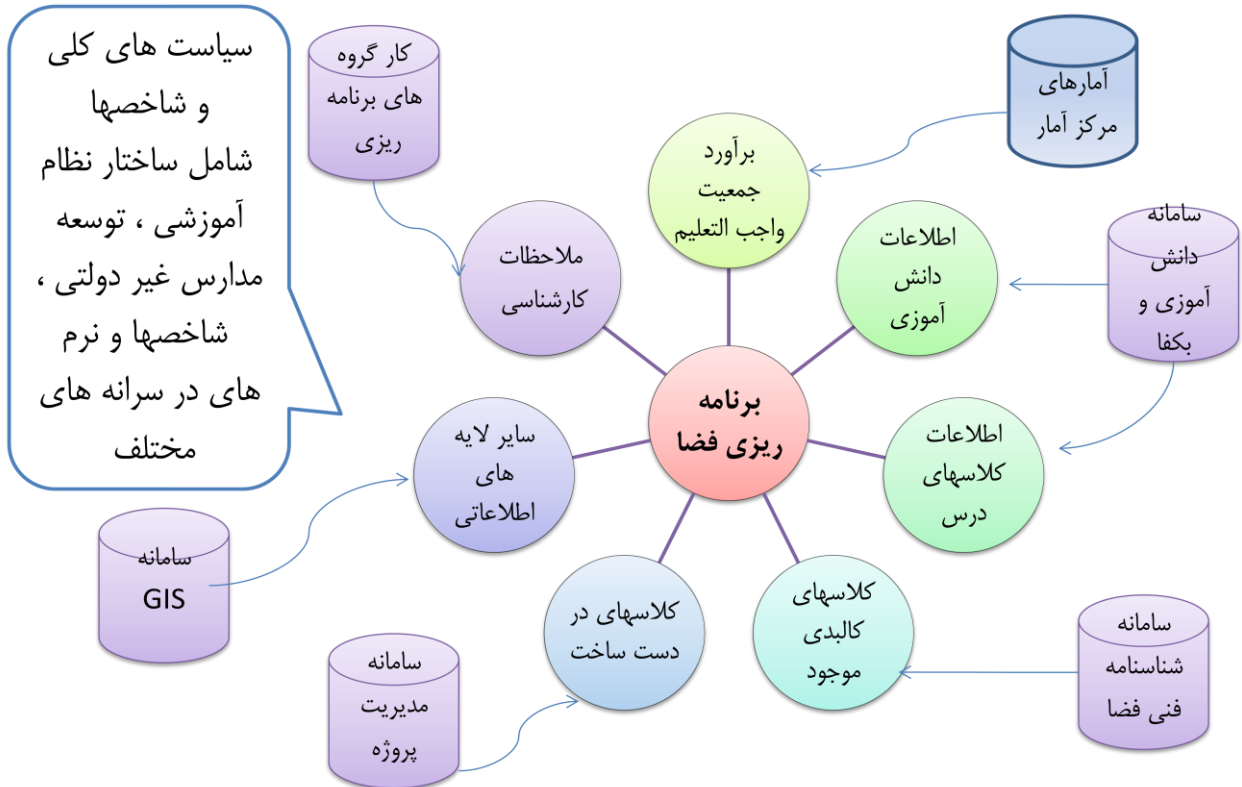 سیاست های کلی
و شاخصها
شامل ساختار نظام
آموزشی ، توسعه
مدارس غیر دولتی ،
شاخصها و نرم
های در سرانه های
مختلف
کار گروه
های برنامه
ریزی
آمارهای
مرکز آمار
برآورد
جمعیت
واجب التعلیم
ملاحظات
کارشناسی
اطلاعات
دانش
آموزی
سامانه
دانش
آموزی و
بکفا
برنامه
ریزی فضا
سایر لایه
های
اطلاعاتی
اطلاعات
کلاسهای
درس
سامانه
GIS
کلاسهای در
دست ساخت
کلاسهای
کالبدی
موجود
سامانه
مدیریت
پروژه
سامانه
شناسنامه
فنی فضا